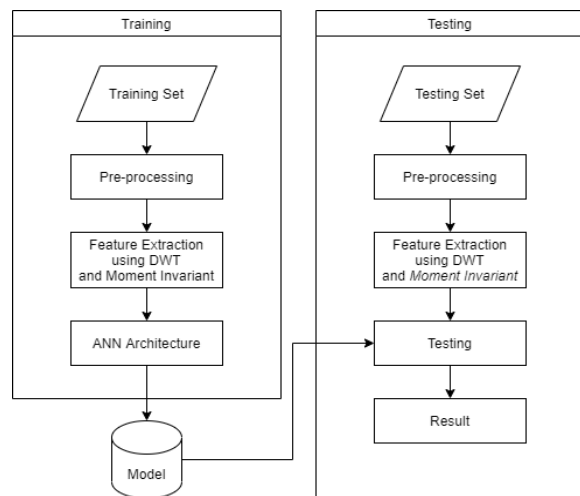 Training
Training Set
Pre-processing
Feature Extraction
using DWT
and Moment Invariant
ANN Architecture
Model
Testing
Testing Set
Pre-processing
Feature Extraction
using DWT
and Moment Invariant
Testing
Result